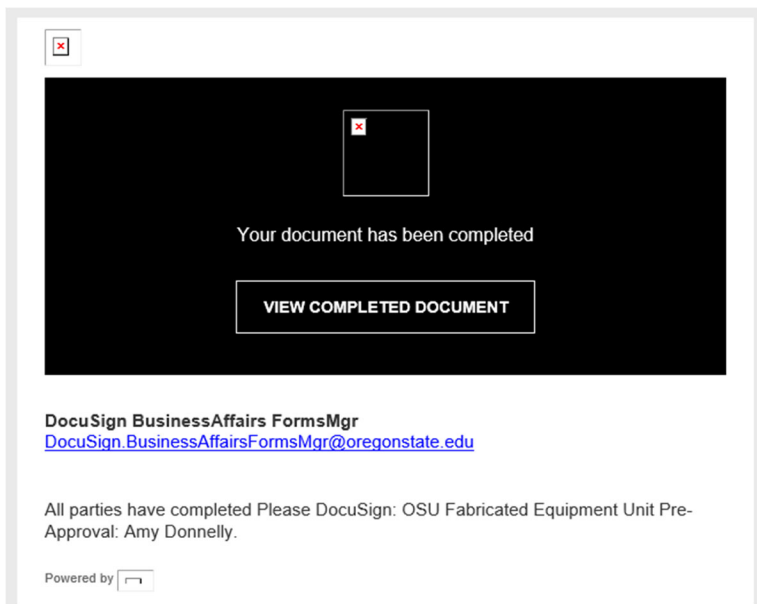 Your document has been completed
VIEW COMPLETED DOCUMENT
DocuSign BusinessAffairs FormsMgr
DocuSign.BusinessAffairsFormsMgr@oregonstate.edu
All parties have completed Please DocuSign: OSU Fabricated Equipment Unit Pre-
Approval: Amy Donnelly.
Powered by